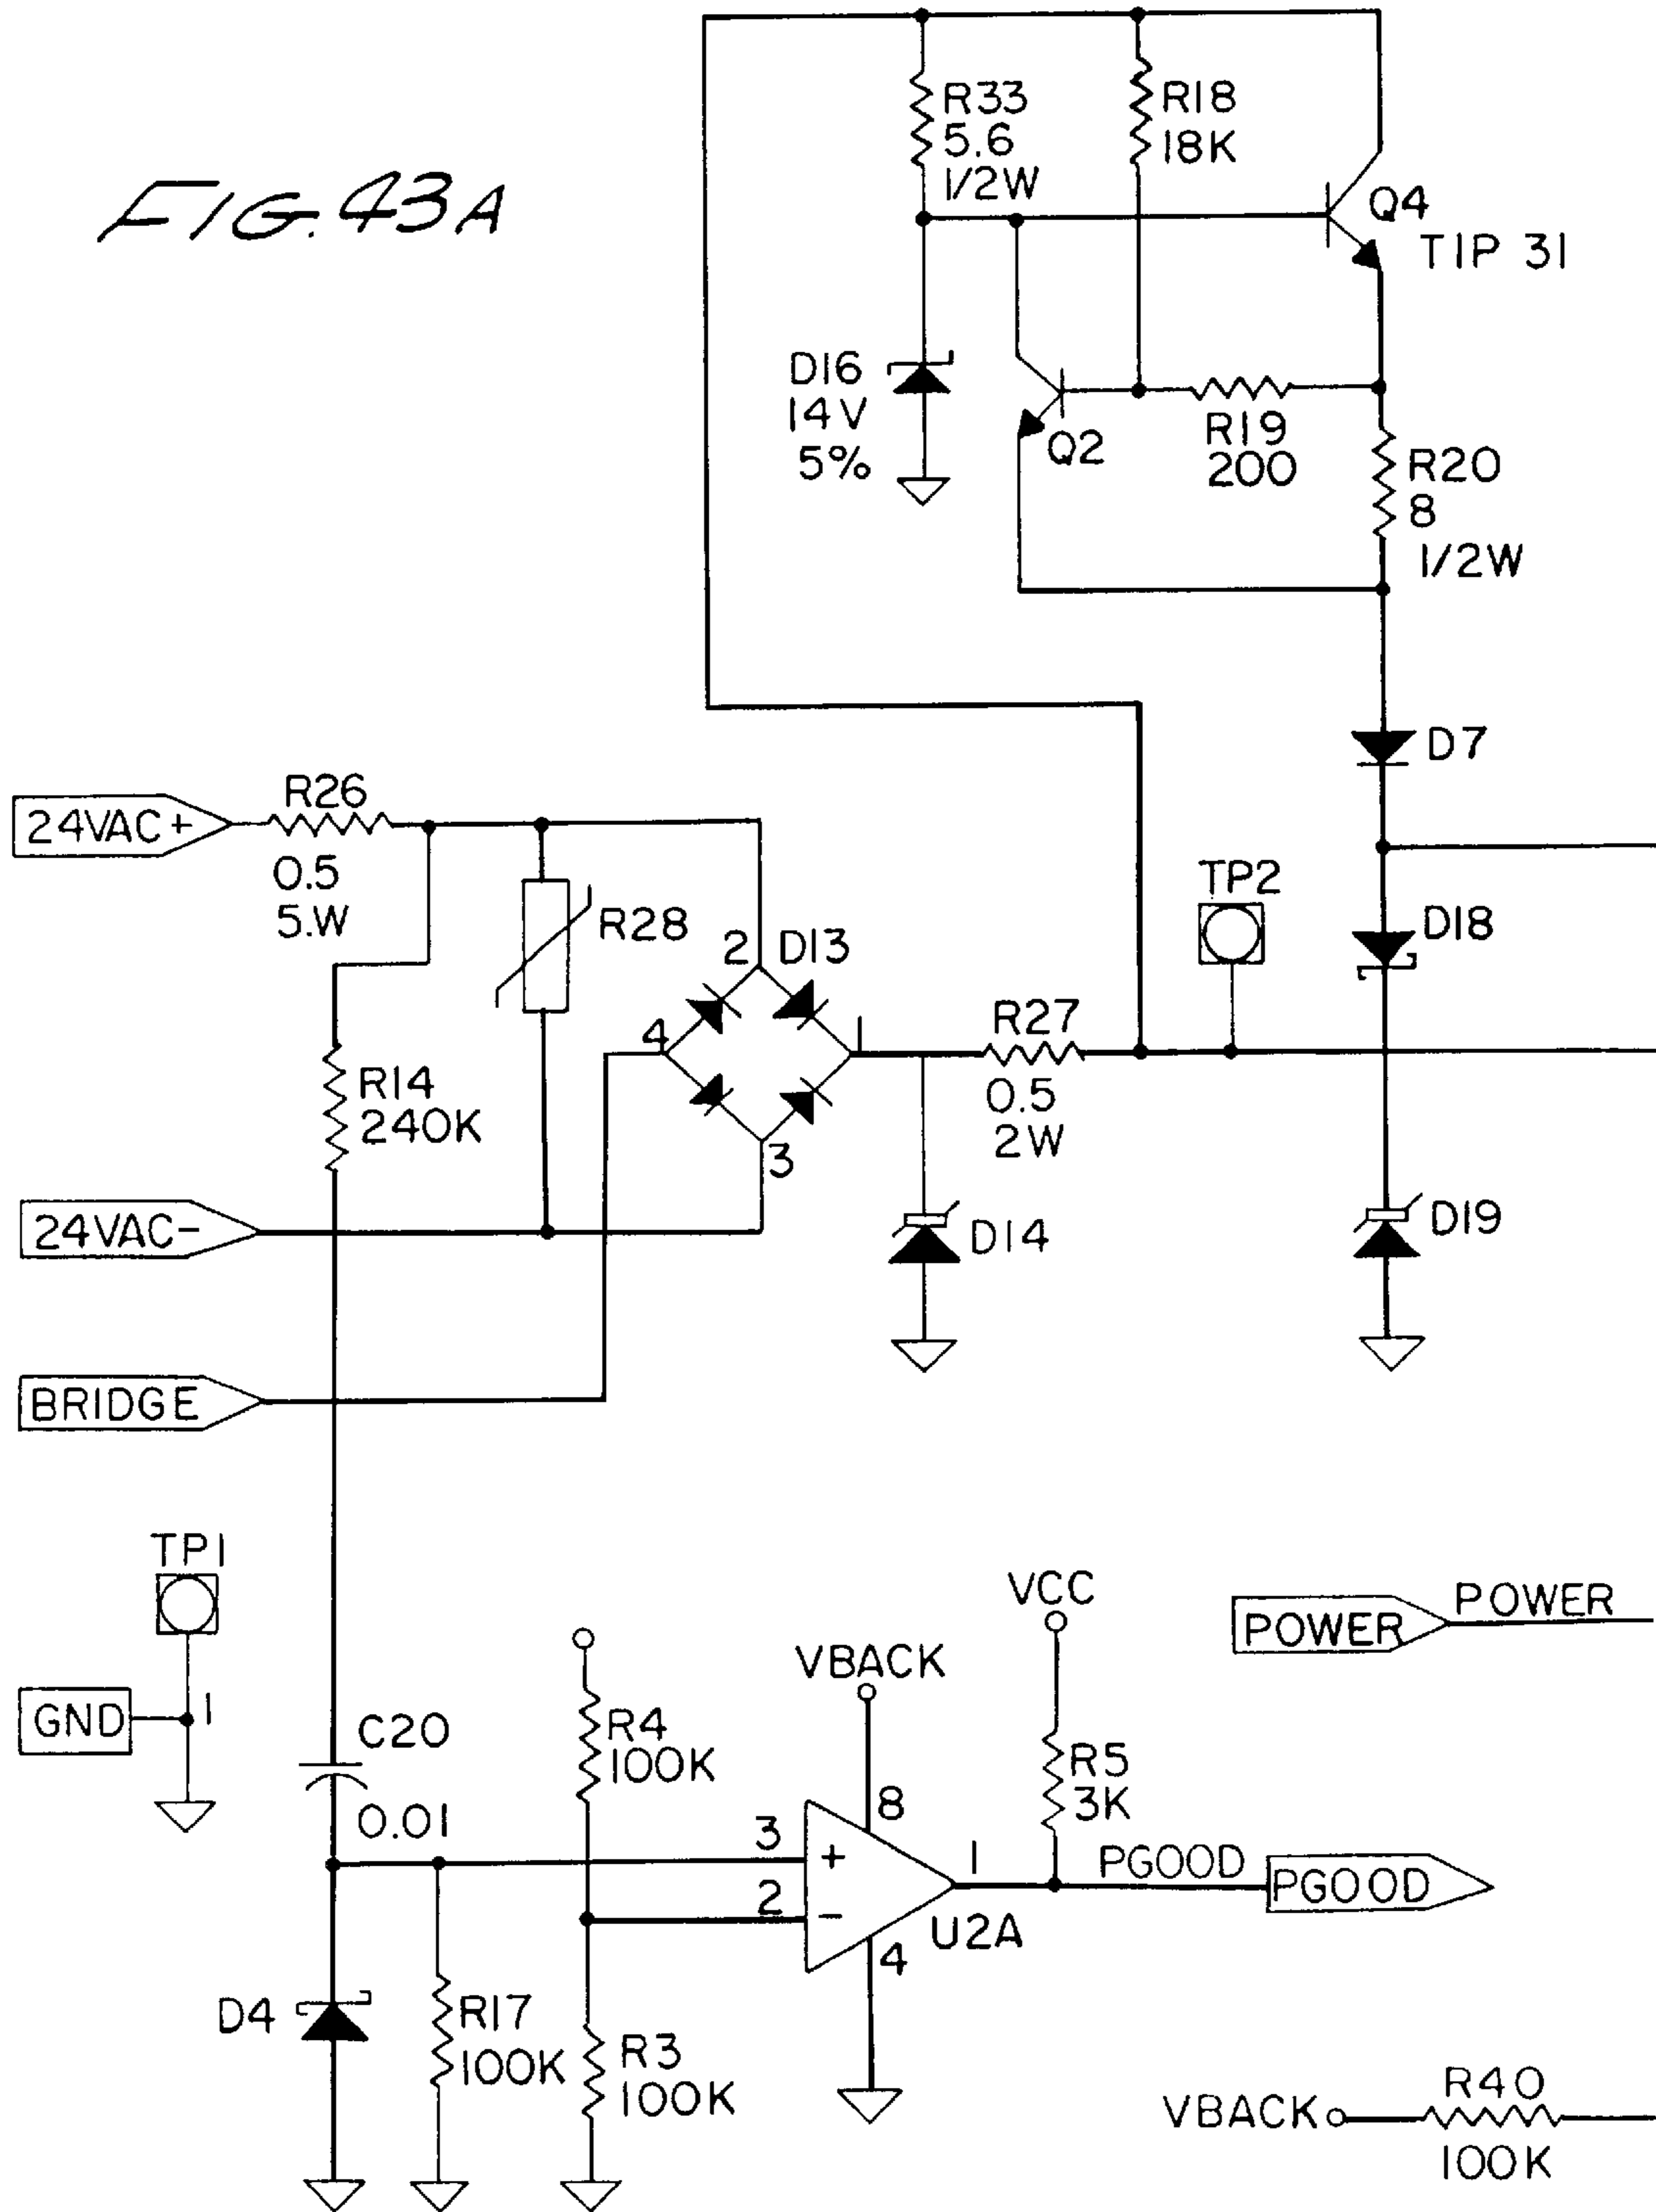 FIG. 43A
R33
5.6
1/2W
R18
18K
Q4
TIP 31
D16
14V
5%
Q2
R19
200
R20
8
1/2W
D7
24VAC+
R26
0.5
5.W
R28
2
D13
4
1
3
TP2
D18
R14
240K
R27
0.5
2W
24VAC-
D14
D19
BRIDGE
TP1
GND
1
C20
0.01
R4
100K
VBACK
8
VCC
R5
3K
POWER
POWER
3
+
2
-
1
4
U2A
PGOOD
PGOOD
D4
R17
100K
R3
100K
VBACK
R40
100K